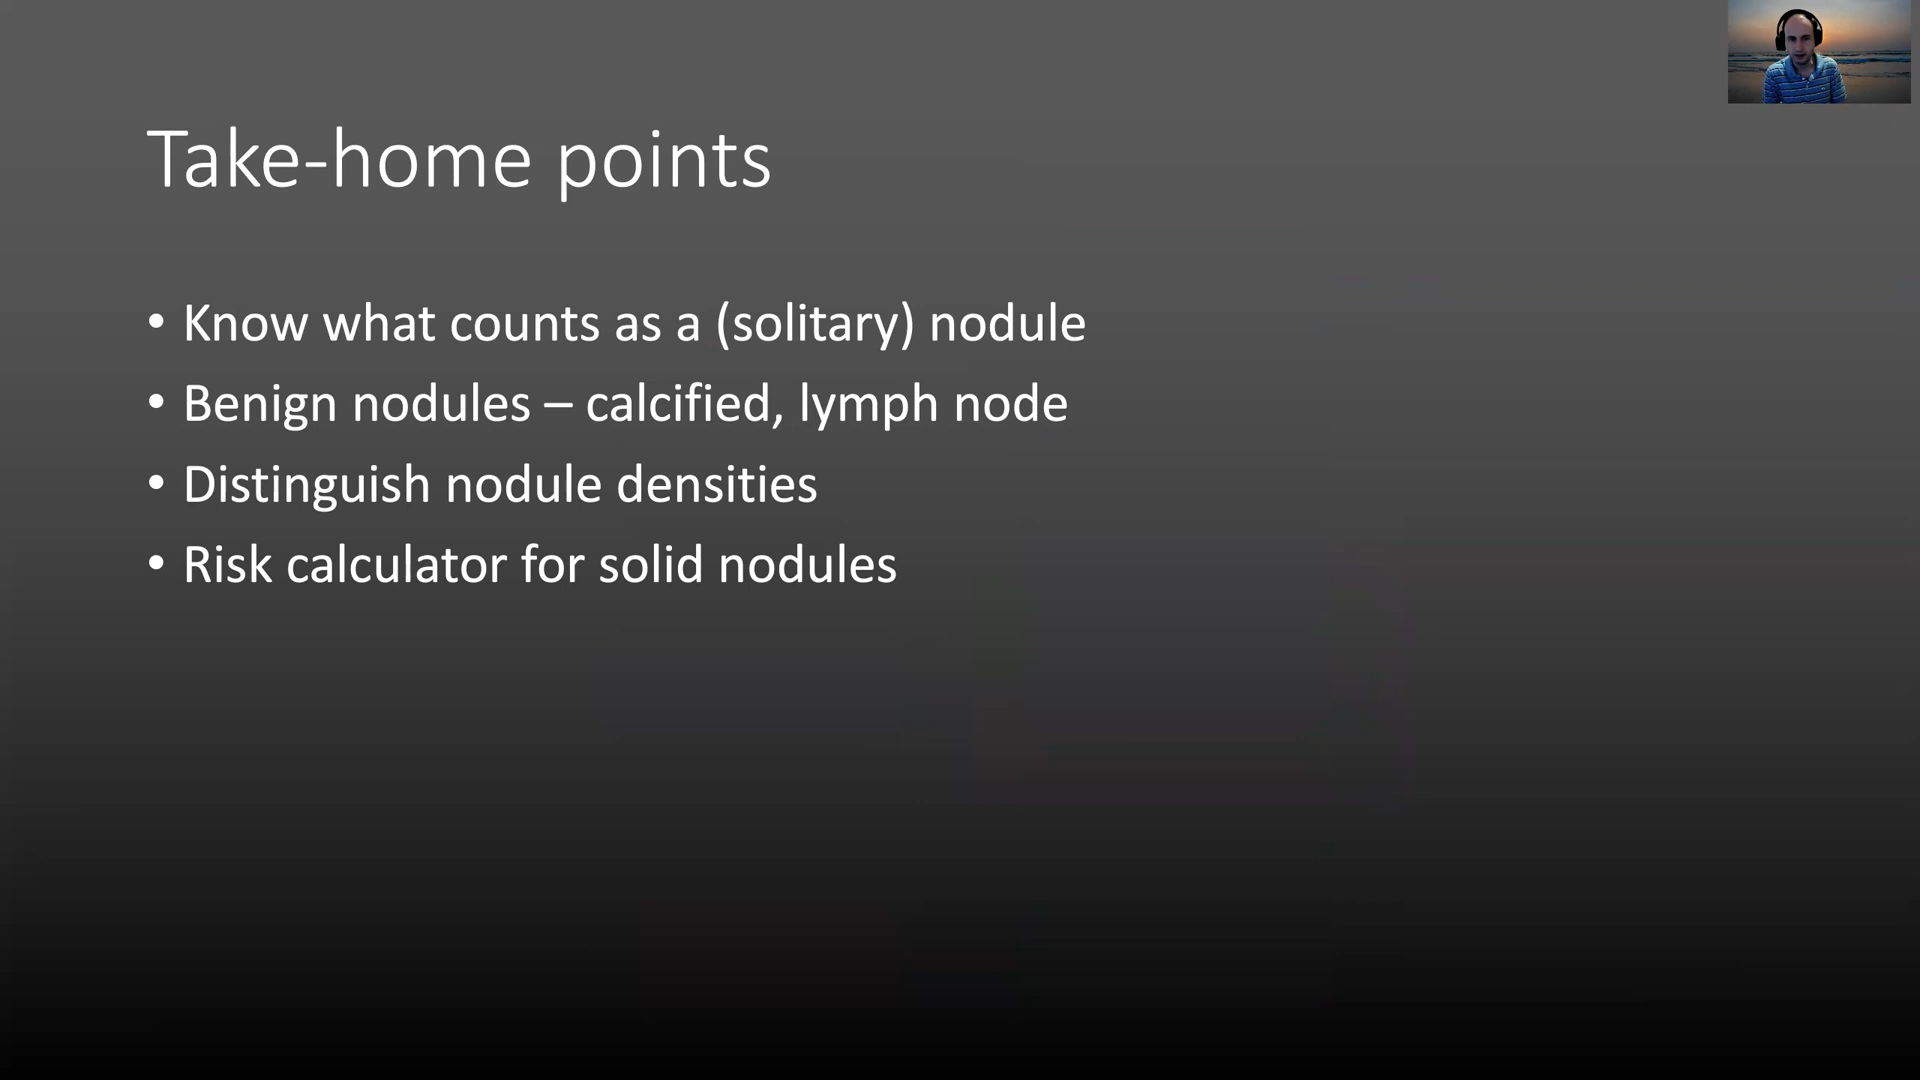 Take-home points
• Know what counts as a (solitary) nodule
• Benign nodules – calcified, lymph node
• Distinguish nodule densities
• Risk calculator for solid nodules